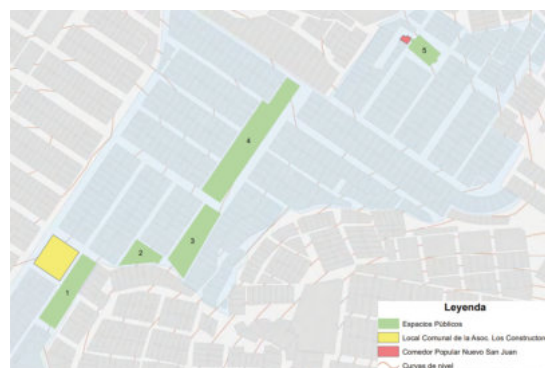 5
4
3
2
1
Leyenda
Espacios Públicos
Local Comunal de la Asoc. Los Constructor
Comedor Popular Nuevo San Juan
Curvas de nivel